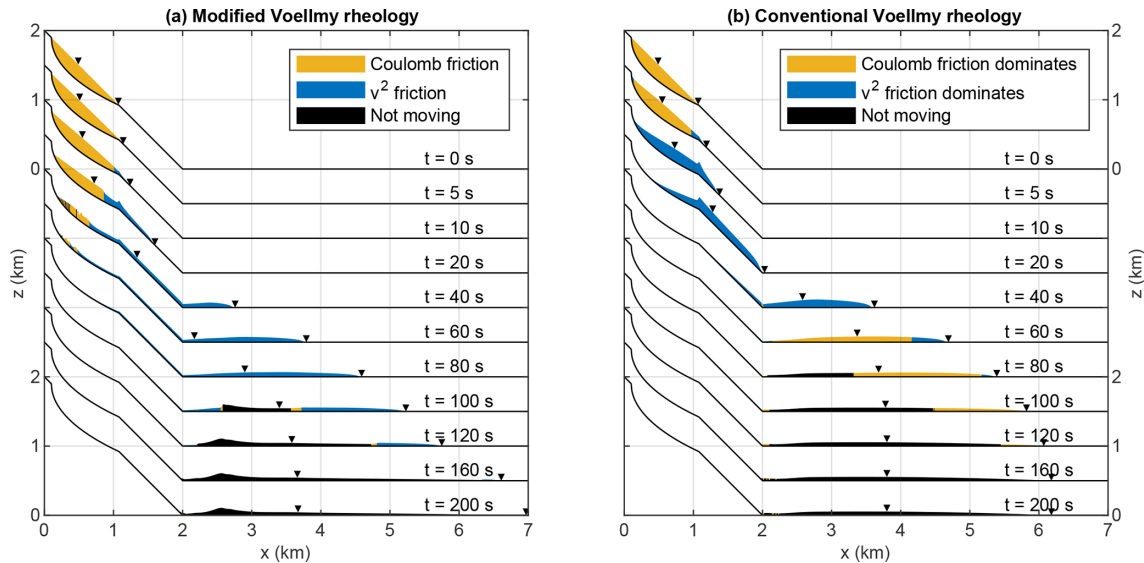 (a) Modified Voellmy rheology
(b) Conventional Voellmy rheology
2
1
0
2
1
0
z (km)
Coulomb friction
v² friction
Not moving
t = 0 s
t = 5 s
t = 10 s
t = 20 s
t = 40 s
t = 60 s
t = 80 s
t = 100 s
t = 120 s
t = 160 s
t = 200 s
0 1 2 3 4 5 6 7
x (km)
Coulomb friction dominates
v² friction dominates
Not moving
t = 0 s
t = 5 s
t = 10 s
t = 20 s
t = 40 s
t = 60 s
t = 80 s
t = 100 s
t = 120 s
t = 160 s
t = 200 s
2
1
0
2
1
0
z (km)
0 1 2 3 4 5 6 7
x (km)